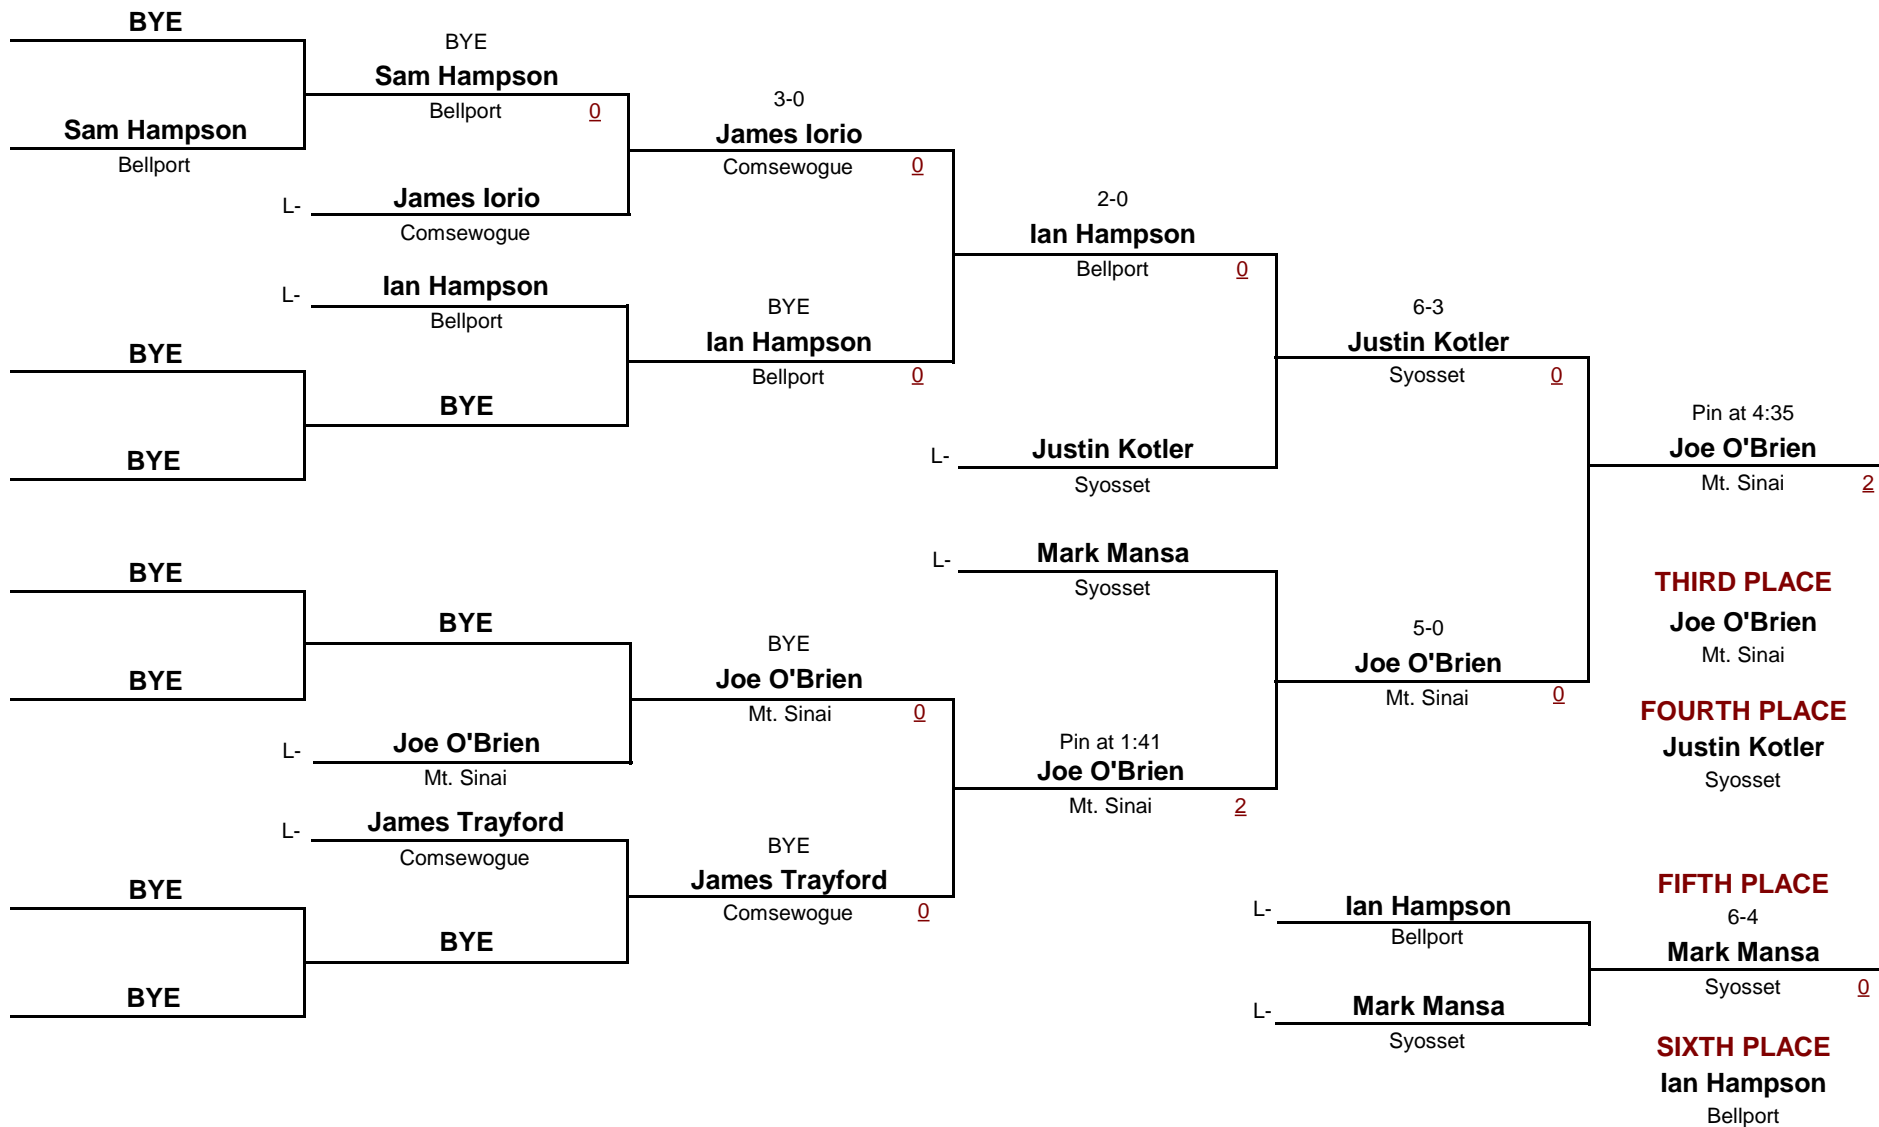 BYE
Sam Hampson
Bellport
BYE
BYE
BYE
BYE
BYE
BYE
BYE
Sam Hampson
Bellport 0
L- James Iorio
Comsewogue
L- Ian Hampson
Bellport
BYE
BYE
L- Joe O'Brien
Mt. Sinai
L- James Trayford
Comsewogue
BYE
3-0
James Iorio
Comsewogue 0
BYE
Ian Hampson
Bellport 0
BYE
Joe O'Brien
Mt. Sinai 0
BYE
James Trayford
Comsewogue 0
2-0
Ian Hampson
Bellport 0
L- Justin Kotler
Syosset
L- Mark Mansa
Syosset
Pin at 1:41
Joe O'Brien
Mt. Sinai 2
6-3
Justin Kotler
Syosset 0
5-0
Joe O'Brien
Mt. Sinai 0
L- Ian Hampson
Bellport
L- Mark Mansa
Syosset
Pin at 4:35
Joe O'Brien
Mt. Sinai 2
THIRD PLACE
Joe O'Brien
Mt. Sinai
FOURTH PLACE
Justin Kotler
Syosset
FIFTH PLACE
6-4
Mark Mansa
Syosset 0
SIXTH PLACE
Ian Hampson
Bellport